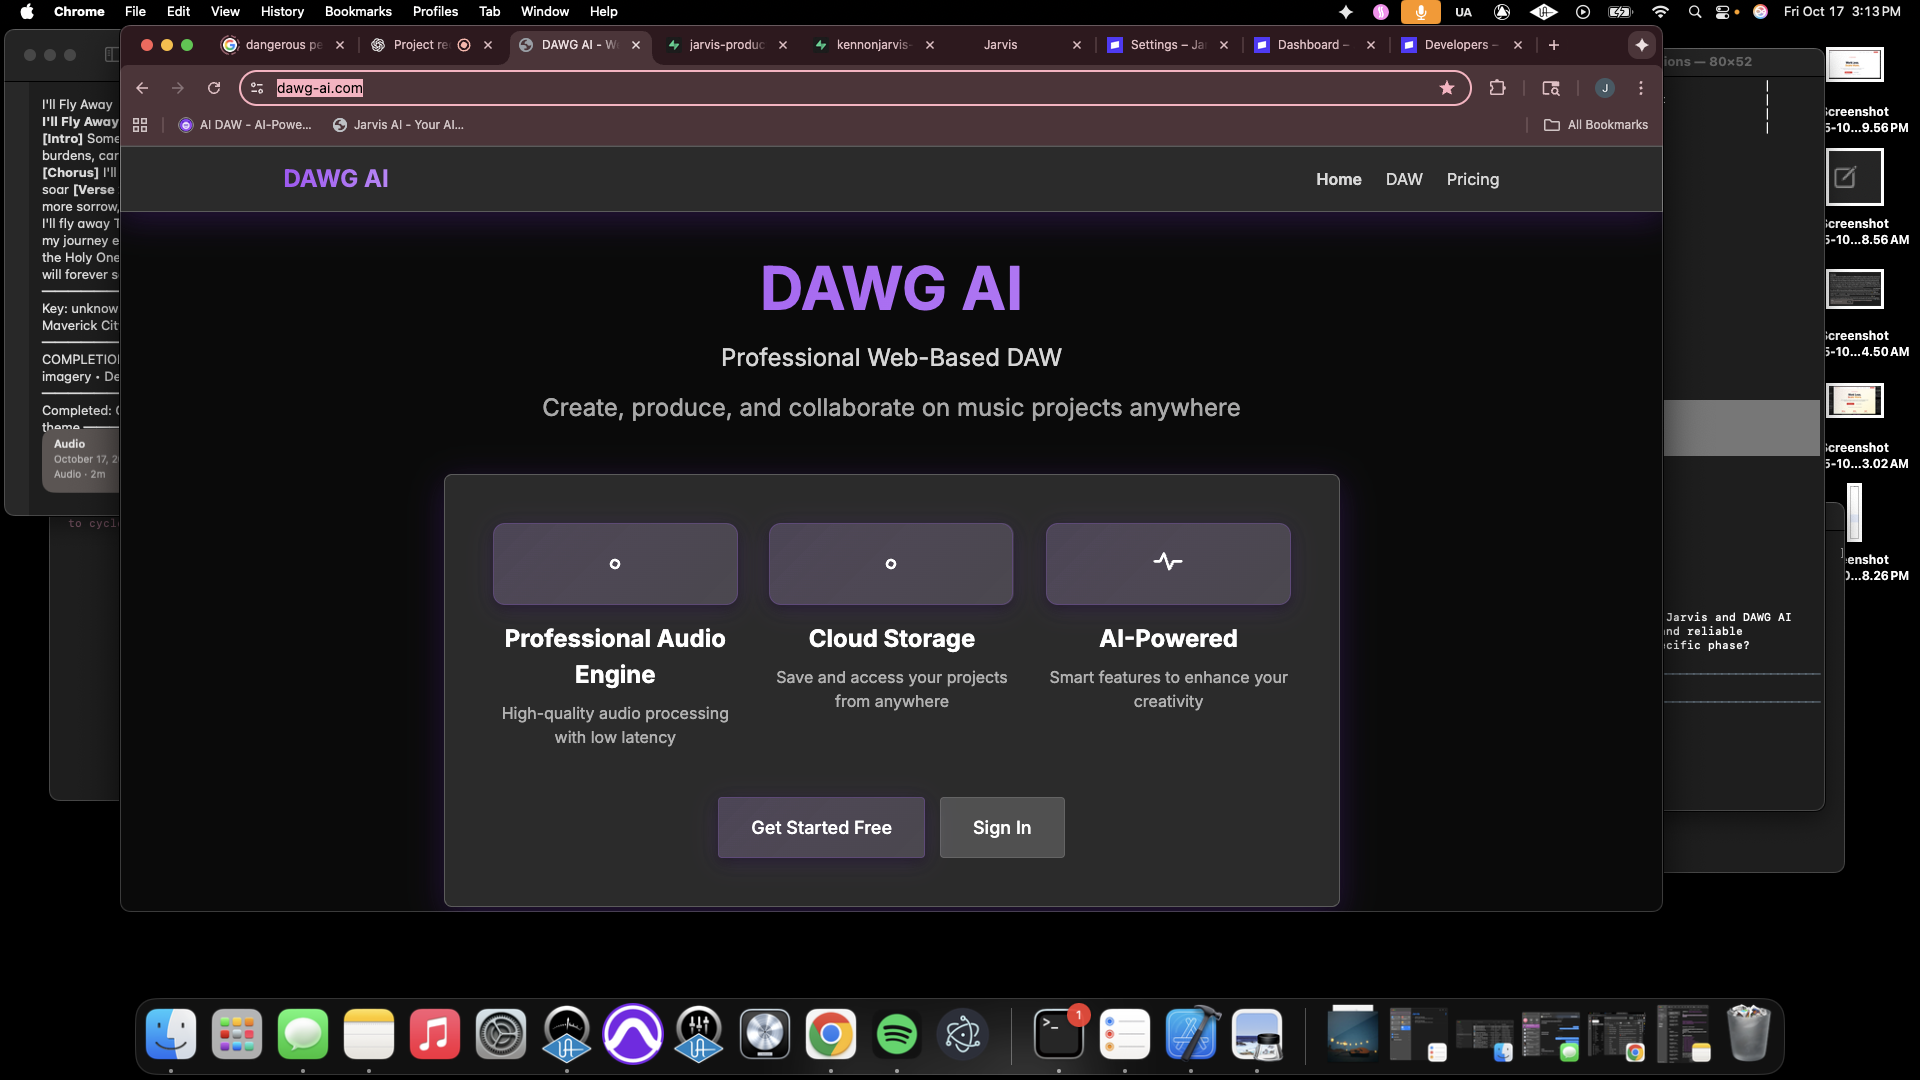 Chrome File Edit View History Bookmarks Profiles Tab Window Help
UA
Fri Oct 17 3:13 PM
dangerous pe
Project re
DAWG AI - W
jarvis-produc
kennonjarvis-
Jarvis
Settings – Ja
Dashboard –
Developers –
dawg-ai.com
J
AI DAW - AI-Powe...
Jarvis AI - Your AI...
All Bookmarks
DAWG AI
Home
DAW
Pricing
DAWG AI
Professional Web-Based DAW
Create, produce, and collaborate on music projects anywhere
Professional Audio
Engine
High-quality audio processing
with low latency
Cloud Storage
Save and access your projects
from anywhere
AI-Powered
Smart features to enhance your
creativity
Get Started Free
Sign In
I'll Fly Away
I'll Fly Away
[Intro] Some
burdens, car
[Chorus] I'll
soar [Verse
more sorrow,
I'll fly away T
my journey e
the Holy One
will forever s
Key: unknow
Maverick Cit
COMPLETIO
imagery • De
Completed:
theme
Audio
October 17, 2
Audio · 2m
to cycle
ions — 80×52
Jarvis and DAWG AI
nd reliable
cific phase?
Screenshot
5-10...9.56 PM
Screenshot
5-10...8.56 AM
Screenshot
5-10...4.50 AM
Screenshot
5-10...3.02 AM
enshot
0...8.26 PM
1